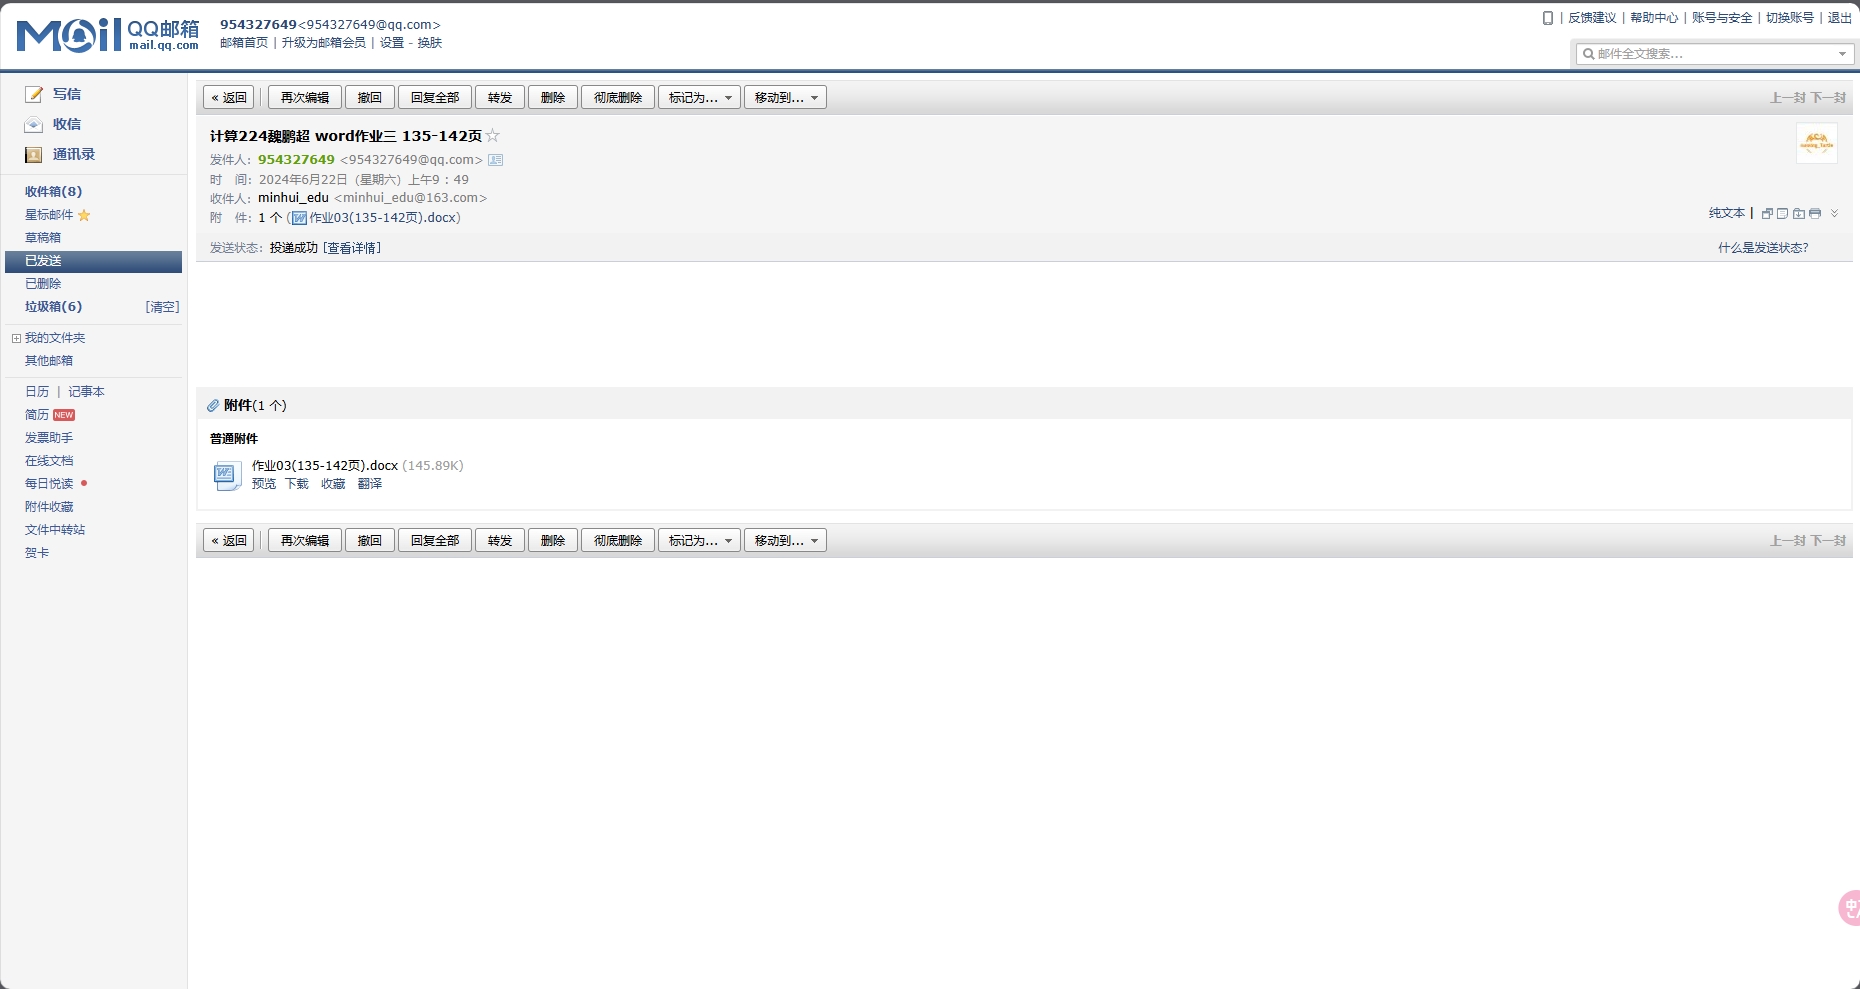 Mail QQ邮箱 mail.qq.com
954327649<954327649@qq.com>
邮箱首页 | 升级为邮箱会员 | 设置 - 换肤
| 反馈建议 | 帮助中心 | 账号与安全 | 切换账号 | 退出
邮件全文搜索...
写信
收信
通讯录
收件箱(8)
星标邮件
草稿箱
已发送
已删除
垃圾箱(6) [清空]
我的文件夹
其他邮箱
日历 | 记事本
简历 NEW
发票助手
在线文档
每日悦读
附件收藏
文件中转站
贺卡
« 返回 再次编辑 撤回 回复全部 转发 删除 彻底删除 标记为... 移动到... 上一封 下一封
计算224魏鹏超 word作业三 135-142页
发件人: 954327649 <954327649@qq.com>
时 间: 2024年6月22日 (星期六) 上午9 : 49
收件人: minhui_edu <minhui_edu@163.com>
附 件: 1 个 (作业03(135-142页).docx)
纯文本 |
发送状态: 投递成功 [查看详情] 什么是发送状态?
附件(1 个)
普通附件
作业03(135-142页).docx (145.89K)
预览 下载 收藏 翻译
« 返回 再次编辑 撤回 回复全部 转发 删除 彻底删除 标记为... 移动到... 上一封 下一封